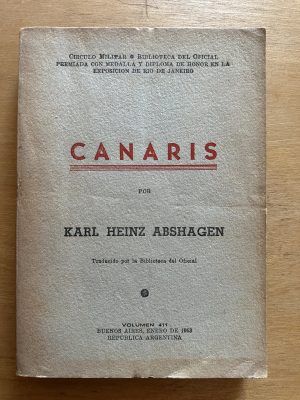 CIRCULO MILITAR * BIBLIOTECA DEL OFICIAL
PREMIADA CON MEDALLA Y DIPLOMA DE HONOR EN LA
EXPOSICION DE RIO DE JANEIRO
CANARIS
POR
KARL HEINZ ABSHAGEN
Traducido por la Biblioteca del Oficial
VOLUMEN 411
BUENOS AIRES, ENERO DE
REPUBLICA ARGENTINA